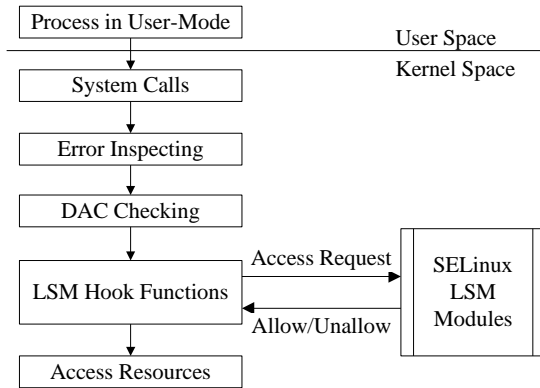 Process in User-Mode
User Space
Kernel Space
System Calls
Error Inspecting
DAC Checking
Access Request
LSM Hook Functions
SELinux
LSM
Modules
Allow/Unallow
Access Resources